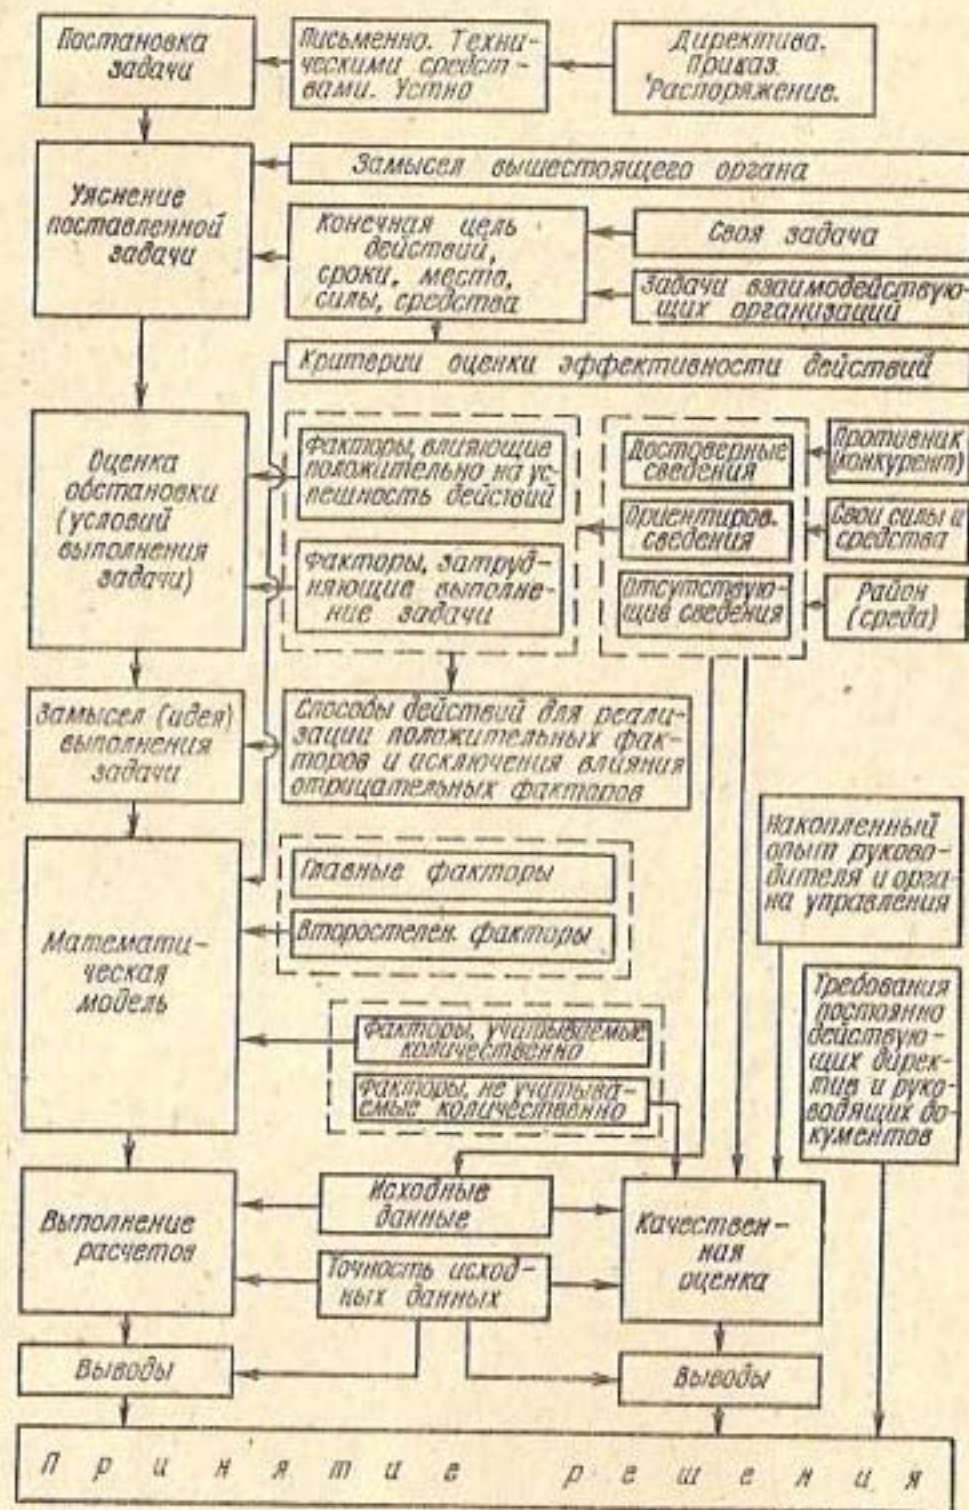 Постановка
задачи
Письменно. Техни-
ческими средст-
вами. Устно
Директива.
Приказ.
Распоряжение.
Замысел вышестоящего органа
Уяснение
поставленной
задачи
Конечная цель
действий,
сроки, место,
силы, средства
Своя задача
Задачи взаимодействую-
щих организаций
Критерии оценки эффективности действий
Оценка
обстановки
(условий
выполнения
задачи)
Факторы, влияющие
положительно на ус-
пешность действий
Факторы, затруд-
няющие выполне-
ние задачи
Достоверные
сведения
Ориентиров.
сведения
Отсутствую-
щие сведения
Противник
(конкурент)
Свои силы и
средства
Район
(среда)
Замысел (идея)
выполнения
задачи
Способы действий для реали-
зации положительных фак-
торов и исключения влияния
отрицательных факторов
Накопленный
опыт руково-
дителя и орга-
на управления
Математи-
ческая
модель
Главные факторы
Второстепен. факторы
Факторы, учитываемые
количественно
Факторы, не учитыва-
емые количественно
Требования
постоянно
действую-
щих дирек-
тив и руко-
водящих до-
кументов
Выполнение
расчетов
Исходные
данные
Точность исход-
ных данных
Качествен-
ная
оценка
Выводы
Выводы
Принятие решения